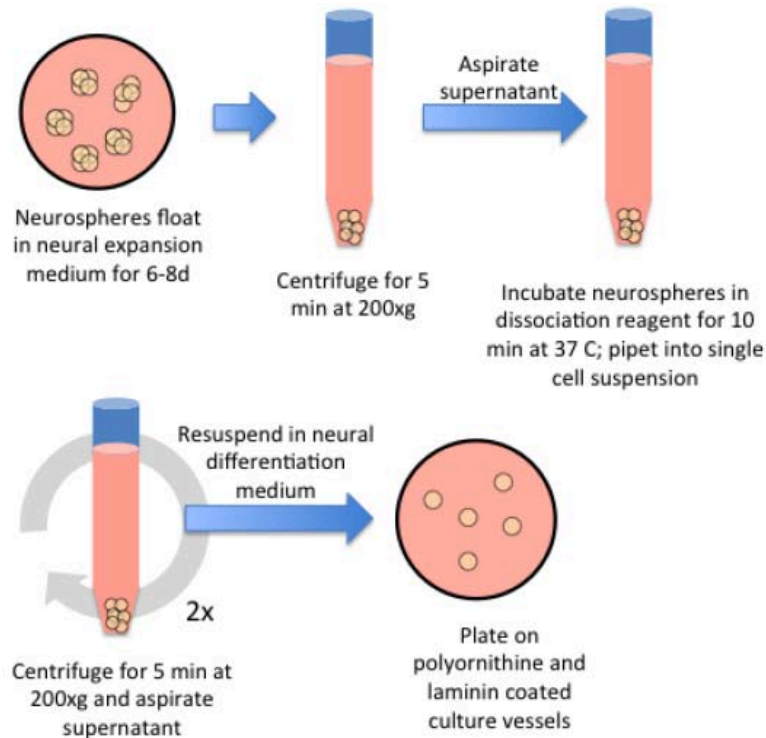 Aspirate
supernatant
Neurospheres float
in neural expansion
medium for 6-8d
Centrifuge for 5
min at 200xg
Incubate neurospheres in
dissociation reagent for 10
min at 37 C; pipet into single
cell suspension
Resuspend in neural
differentiation
medium
2x
Centrifuge for 5 min at
200xg and aspirate
supernatant
Plate on
polyornithine and
laminin coated
culture vessels